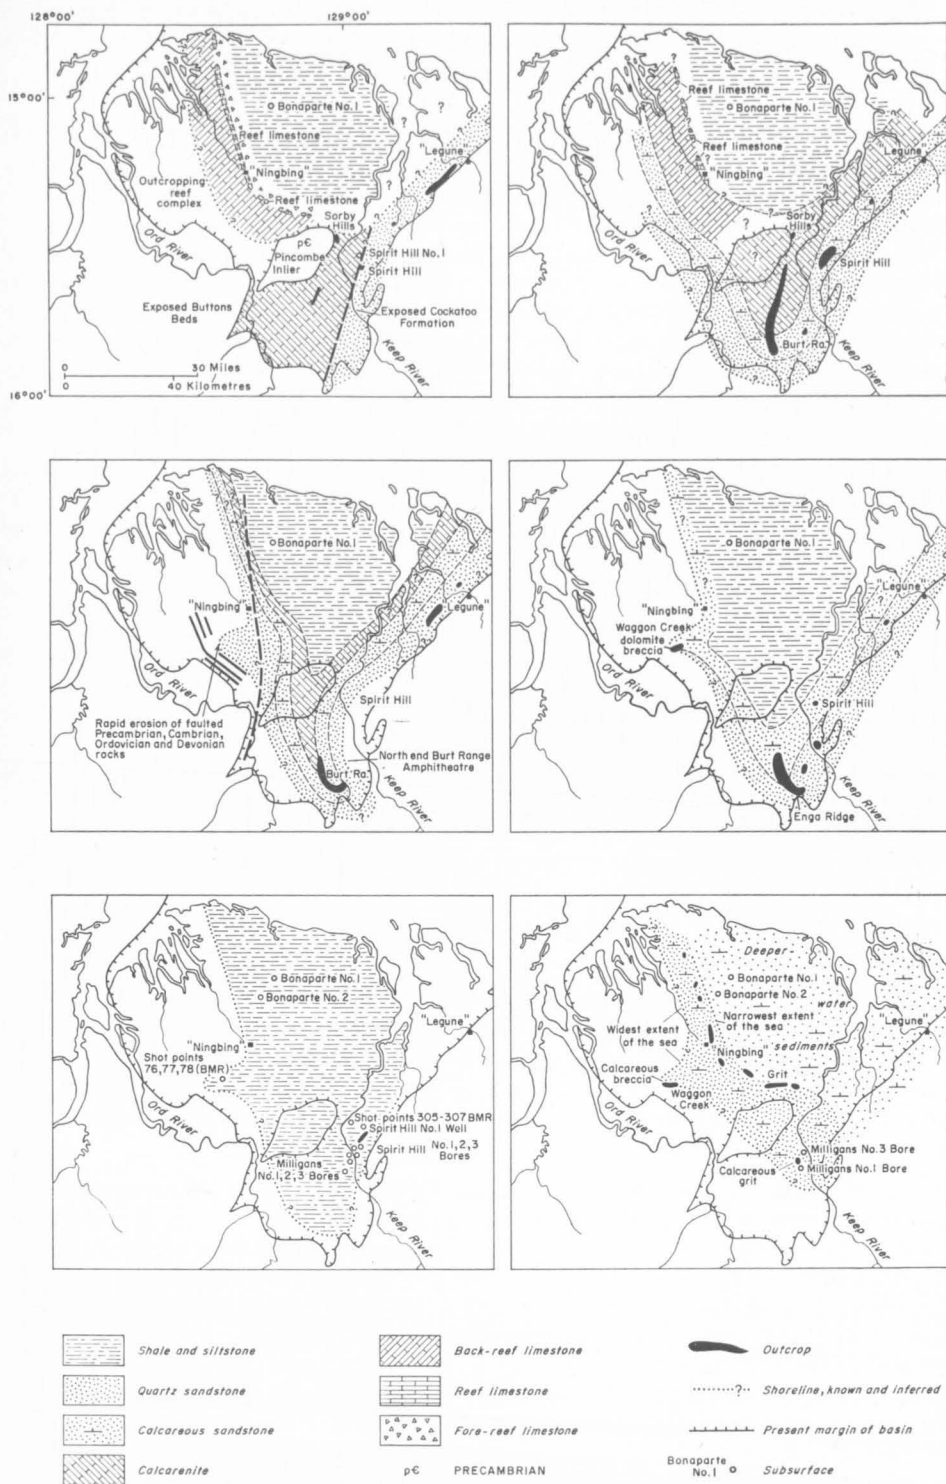 128°00'
129°00'
15°00'
Bonaparte No.1
Reef limestone
"Ningbing"
Reef limestone
Outcropping
reef
complex
"Legune"
Sorby
Hills
Ord River
p€
Pincombe
Inlier
Spirit Hill No.1
Spirit Hill
Exposed Buttons
Beds
Exposed Cockatoo
Formation
Keep River
0 30 Miles
0 40 Kilometres
16°00'
Reef limestone
Bonaparte No.1
Reef limestone
"Ningbing"
"Legune"
Sorby
Hills
Ord River
Spirit Hill
Burt Ra.
Keep River
Bonaparte No.1
"Ningbing"
"Legune"
Ord River
Spirit Hill
Rapid erosion of faulted
Precambrian, Cambrian,
Ordovician and Devonian
rocks
North end Burt Range
Amphitheatre
Burt Ra.
Keep River
Bonaparte No.1
"Ningbing"
"Legune"
Waggon Creek
dolomite
breccia
Ord River
Spirit Hill
Keep River
Enga Ridge
Bonaparte No.1
Bonaparte No.2
"Legune"
"Ningbing"
Shot points
76,77,78 (BMR)
Ord River
Shot points 305-307 BMR
Spirit Hill No.1 Well
Spirit Hill No.1,2,3
Bores
Milligans
No.1,2,3 Bores
Keep River
Deeper
Bonaparte No.1
Bonaparte No.2
water
Narrowest extent
of the sea
Widest extent
of the sea
"Legune"
"Ningbing"
sediments
Calcareous
breccia
Grit
Waggon
Creek
Ord River
Milligans No.3 Bore
Milligans No.1 Bore
Calcareous
grit
Keep River
Shale and siltstone
Back-reef limestone
Outcrop
Quartz sandstone
Reef limestone
Shoreline, known and inferred
Calcareous sandstone
Fore-reef limestone
Present margin of basin
Calcarenite
p€ PRECAMBRIAN
Bonaparte
No.1 Subsurface